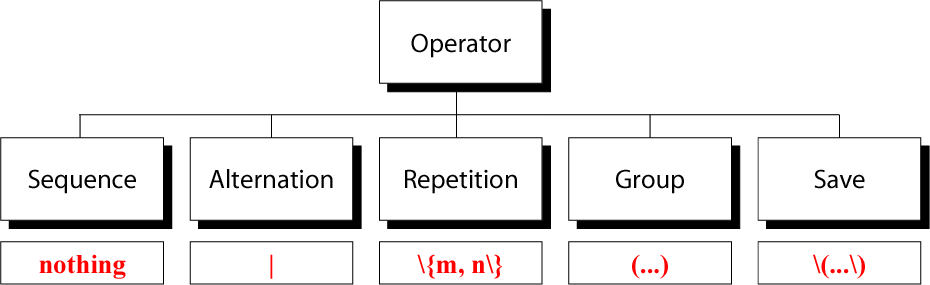 Operator
Sequence Alternation Repetition Group Save
nothing | \{m, n\} (...) \(...\)